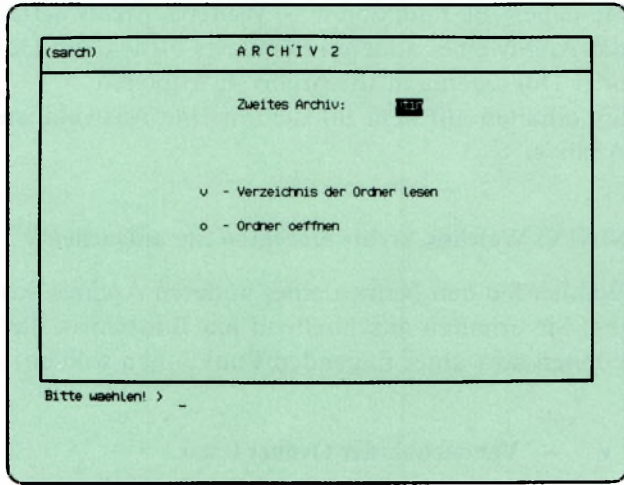 (sarch) ARCHIV 2
Zweites Archiv:
v - Verzeichnis der Ordner lesen
o - Ordner oeffnen
Bitte waehlen! > _